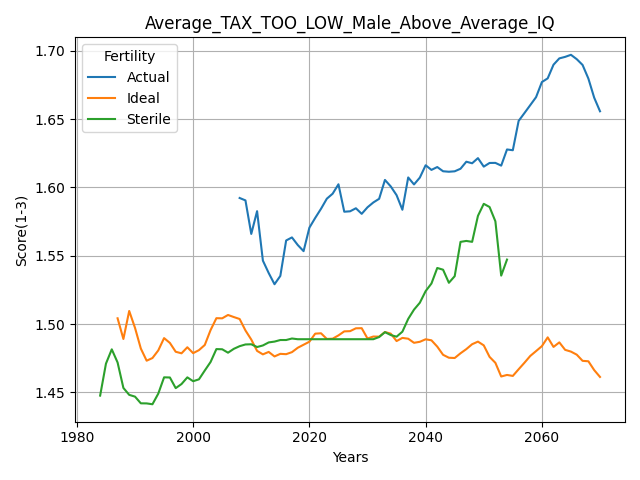 Average_TAX_TOO_LOW_Male_Above_Average_IQ
Fertility
Actual
Ideal
Sterile
Score(1-3)
1.70
1.65
1.60
1.55
1.50
1.45
1980
2000
2020
2040
2060
Years